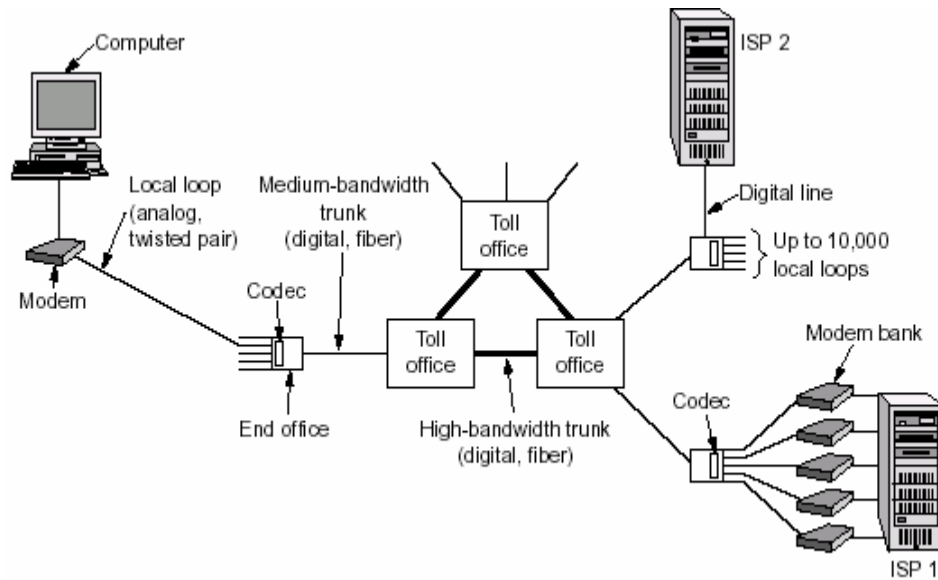 Computer
ISP 2
Local loop
(analog,
twisted pair)
Medium-bandwidth
trunk
(digital, fiber)
Toll
office
Digital line
Up to 10,000
local loops
Modem
Codec
Toll
office
Toll
office
Modem bank
End office
High-bandwidth trunk
(digital, fiber)
Codec
ISP 1